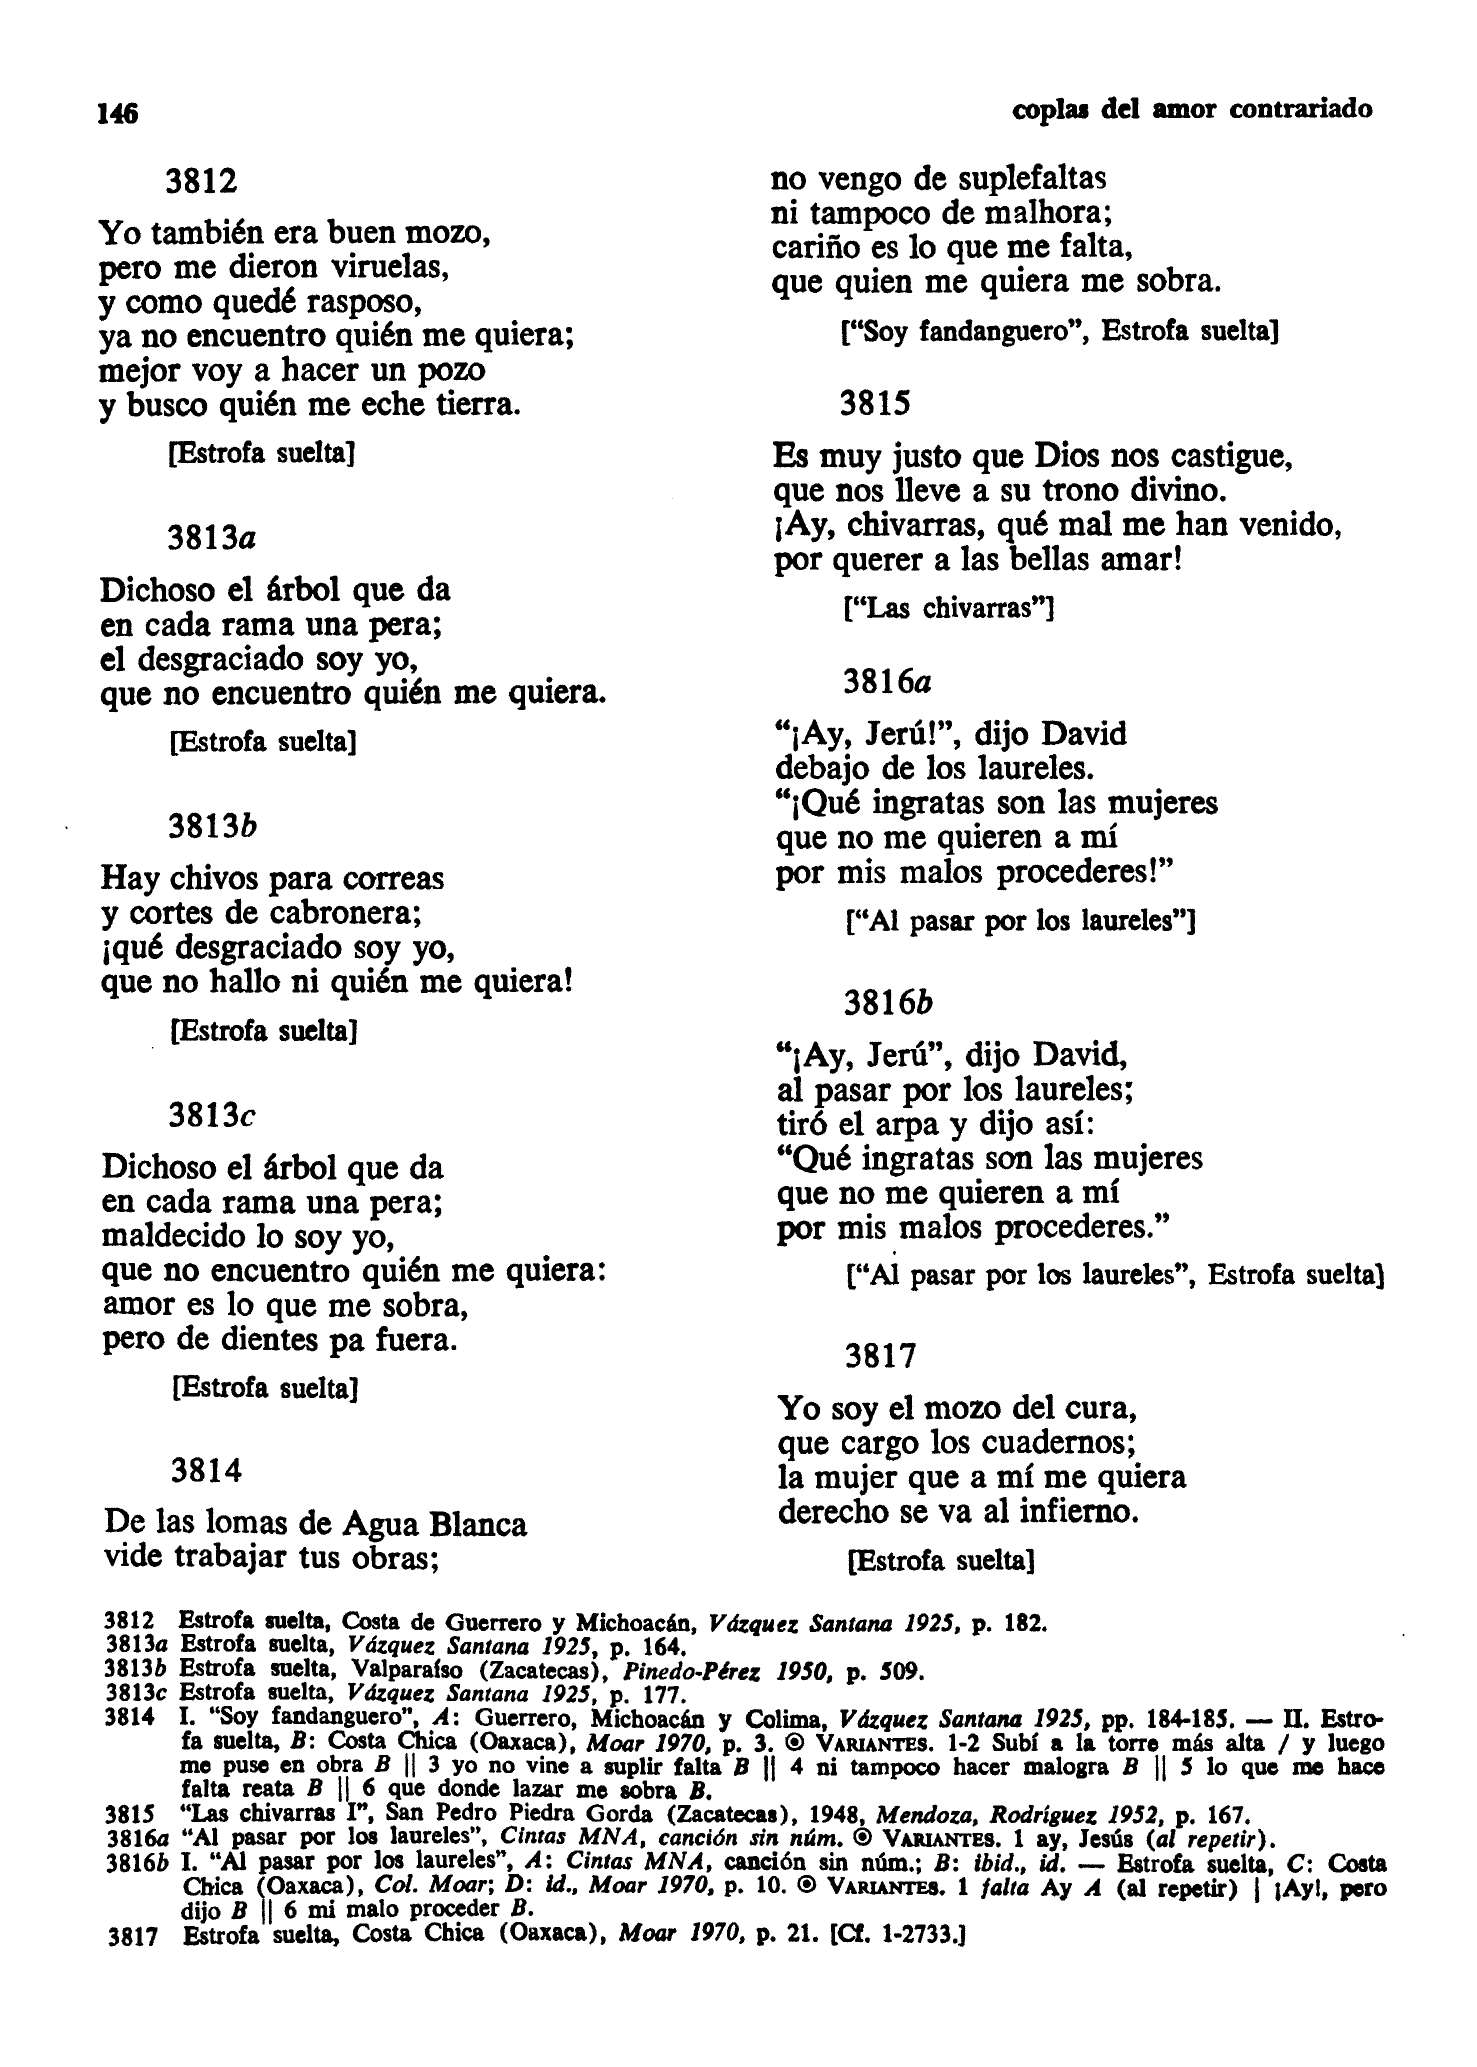 146
coplas del amor contrariado
3812
Yo también era buen mozo,
pero me dieron viruelas,
y como quedé rasposo,
ya no encuentro quién me quiera;
mejor voy a hacer un pozo
y busco quién me eche tierra.
[Estrofa suelta]
3813a
Dichoso el árbol que da
en cada rama una pera;
el desgraciado soy yo,
que no encuentro quién me quiera.
[Estrofa suelta]
3813b
Hay chivos para correas
y cortes de cabronera;
¡qué desgraciado soy yo,
que no hallo ni quién me quiera!
[Estrofa suelta]
3813c
Dichoso el árbol que da
en cada rama una pera;
maldecido lo soy yo,
que no encuentro quién me quiera:
amor es lo que me sobra,
pero de dientes pa fuera.
[Estrofa suelta]
3814
De las lomas de Agua Blanca
vide trabajar tus obras;
no vengo de suplefaltas
ni tampoco de malhora;
cariño es lo que me falta,
que quien me quiera me sobra.
[“Soy fandanguero”, Estrofa suelta]
3815
Es muy justo que Dios nos castigue,
que nos lleve a su trono divino.
¡Ay, chivarras, qué mal me han venido,
por querer a las bellas amar!
[“Las chivarras”]
3816a
“¡Ay, Jerú!”, dijo David
debajo de los laureles.
“¡Qué ingratas son las mujeres
que no me quieren a mí
por mis malos procederes!”
[“Al pasar por los laureles”]
3816b
“¡Ay, Jerú”, dijo David,
al pasar por los laureles;
tiró el arpa y dijo así:
“Qué ingratas son las mujeres
que no me quieren a mí
por mis malos procederes.”
[“Al pasar por los laureles”, Estrofa suelta]
3817
Yo soy el mozo del cura,
que cargo los cuadernos;
la mujer que a mí me quiera
derecho se va al infierno.
[Estrofa suelta]
3812 Estrofa suelta, Costa de Guerrero y Michoacán, Vázquez Santana 1925, p. 182.
3813a Estrofa suelta, Vázquez Santana 1925, p. 164.
3813b Estrofa suelta, Valparaíso (Zacatecas), Pinedo-Pérez 1950, p. 509.
3813c Estrofa suelta, Vázquez Santana 1925, p. 177.
3814 I. “Soy fandanguero”, A: Guerrero, Michoacán y Colima, Vázquez Santana 1925, pp. 184-185. — II. Estro-
fa suelta, B: Costa Chica (Oaxaca), Moar 1970, p. 3. ⊙ VARIANTES. 1-2 Subí a la torre más alta / y luego
me puse en obra B || 3 yo no vine a suplir falta B || 4 ni tampoco hacer malogra B || 5 lo que me hace
falta reata B || 6 que donde lazar me sobra B.
3815 “Las chivarras I”, San Pedro Piedra Gorda (Zacatecas), 1948, Mendoza, Rodríguez 1952, p. 167.
3816a “Al pasar por los laureles”, Cintas MNA, canción sin núm. ⊙ VARIANTES. 1 ay, Jesús (al repetir).
3816b I. “Al pasar por los laureles”, A: Cintas MNA, canción sin núm.; B: ibid., id. — Estrofa suelta, C: Costa
Chica (Oaxaca), Col. Moar; D: id., Moar 1970, p. 10. ⊙ VARIANTES. 1 falta Ay A (al repetir) | ¡Ay!, pero
dijo B || 6 mi malo proceder B.
3817 Estrofa suelta, Costa Chica (Oaxaca), Moar 1970, p. 21. [Cf. 1-2733.]